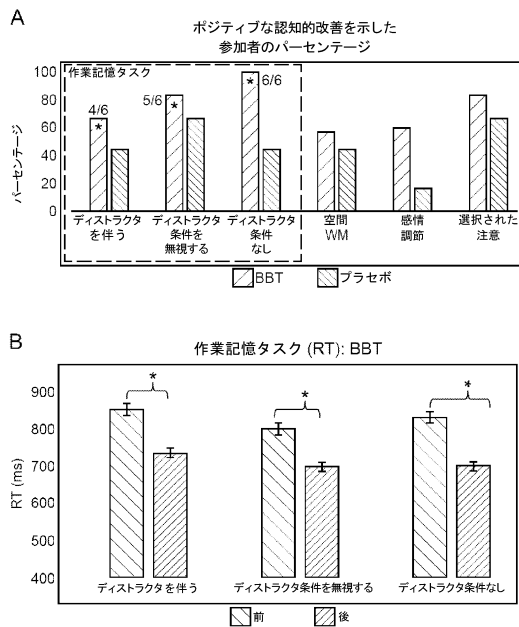 A
ポジティブな認知的改善を示した
参加者のパーセンテージ
作業記憶タスク
パーセンテージ
100
80
60
40
20
0
4/6
*
5/6
*
6/6
*
ディストラクタ
を伴う
ディストラクタ
条件を
無視する
ディストラクタ
条件
なし
空間
WM
感情
調節
選択された
注意
BBT
プラセボ
B
作業記憶タスク (RT): BBT
RT (ms)
900
800
700
600
500
400
*
*
*
ディストラクタ を伴う
ディストラクタ条件を無視する
ディストラクタ条件なし
前
後